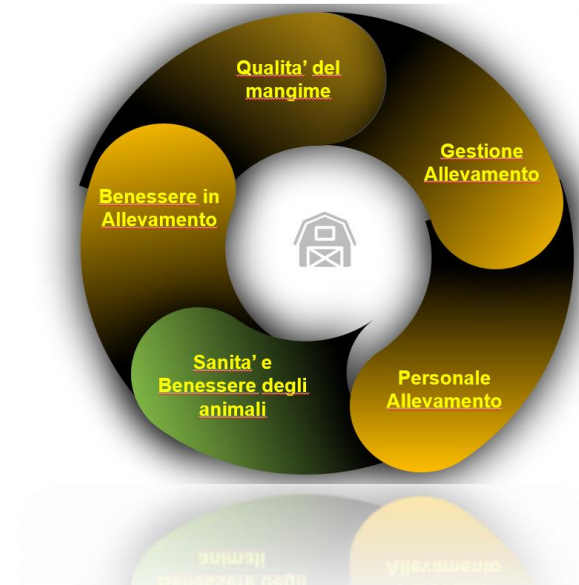 Qualita' del
mangime
Gestione
Allevamento
Benessere in
Allevamento
Sanita' e
Benessere degli
animali
Personale
Allevamento